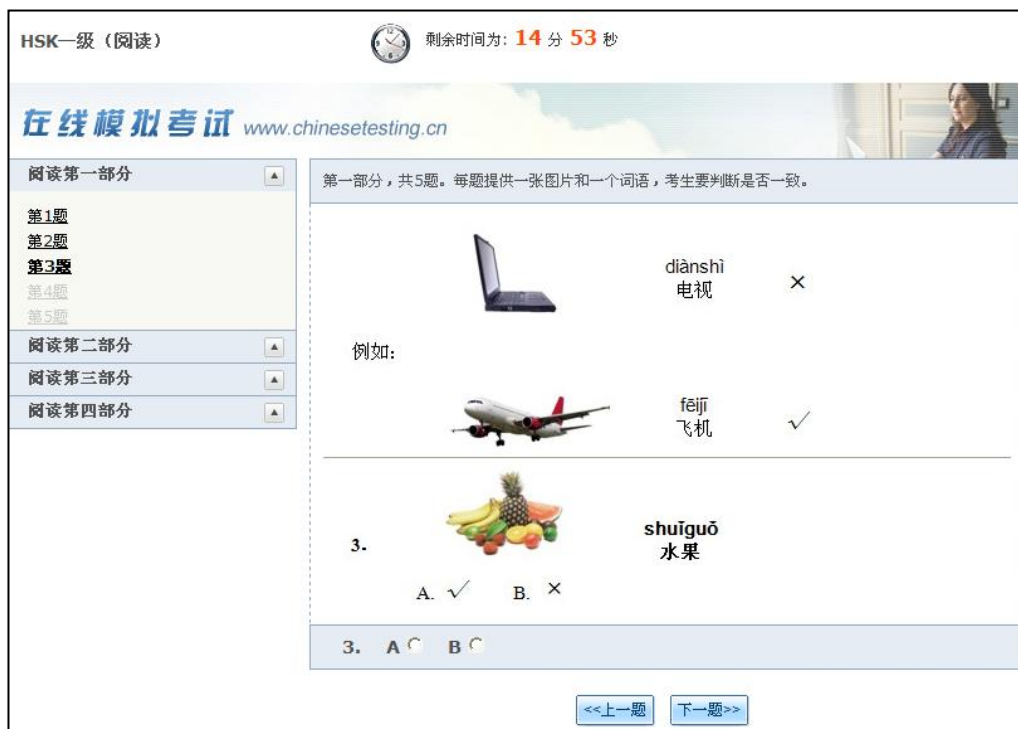 HSK一级（阅读）
剩余时间为: 14 分 53 秒
在线模拟考试 www.chinesetesting.cn
阅读第一部分
第1题
第2题
第3题
第4题
第5题
阅读第二部分
阅读第三部分
阅读第四部分
第一部分，共5题。每题提供一张图片和一个词语，考生要判断是否一致。
diànshì
电视 ×
例如:
fēijī
飞机 √
3.
shuǐguǒ
水果
A. √ B. ×
3. A B
<<上一题 下一题>>